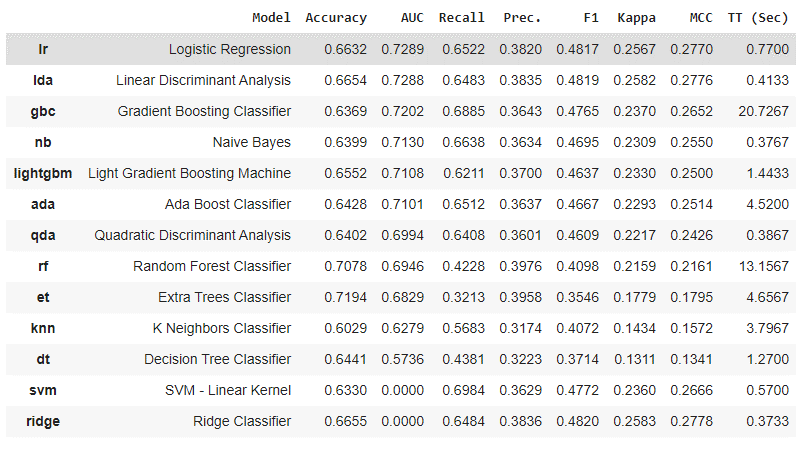 Model Accuracy AUC Recall Prec. F1 Kappa MCC TT (Sec)
lr Logistic Regression 0.6632 0.7289 0.6522 0.3820 0.4817 0.2567 0.2770 0.7700
lda Linear Discriminant Analysis 0.6654 0.7288 0.6483 0.3835 0.4819 0.2582 0.2776 0.4133
gbc Gradient Boosting Classifier 0.6369 0.7202 0.6885 0.3643 0.4765 0.2370 0.2652 20.7267
nb Naive Bayes 0.6399 0.7130 0.6638 0.3634 0.4695 0.2309 0.2550 0.3767
lightgbm Light Gradient Boosting Machine 0.6552 0.7108 0.6211 0.3700 0.4637 0.2330 0.2500 1.4433
ada Ada Boost Classifier 0.6428 0.7101 0.6512 0.3637 0.4667 0.2293 0.2514 4.5200
qda Quadratic Discriminant Analysis 0.6402 0.6994 0.6408 0.3601 0.4609 0.2217 0.2426 0.3867
rf Random Forest Classifier 0.7078 0.6946 0.4228 0.3976 0.4098 0.2159 0.2161 13.1567
et Extra Trees Classifier 0.7194 0.6829 0.3213 0.3958 0.3546 0.1779 0.1795 4.6567
knn K Neighbors Classifier 0.6029 0.6279 0.5683 0.3174 0.4072 0.1434 0.1572 3.7967
dt Decision Tree Classifier 0.6441 0.5736 0.4381 0.3223 0.3714 0.1311 0.1341 1.2700
svm SVM - Linear Kernel 0.6330 0.0000 0.6984 0.3629 0.4772 0.2360 0.2666 0.5700
ridge Ridge Classifier 0.6655 0.0000 0.6484 0.3836 0.4820 0.2583 0.2778 0.3733